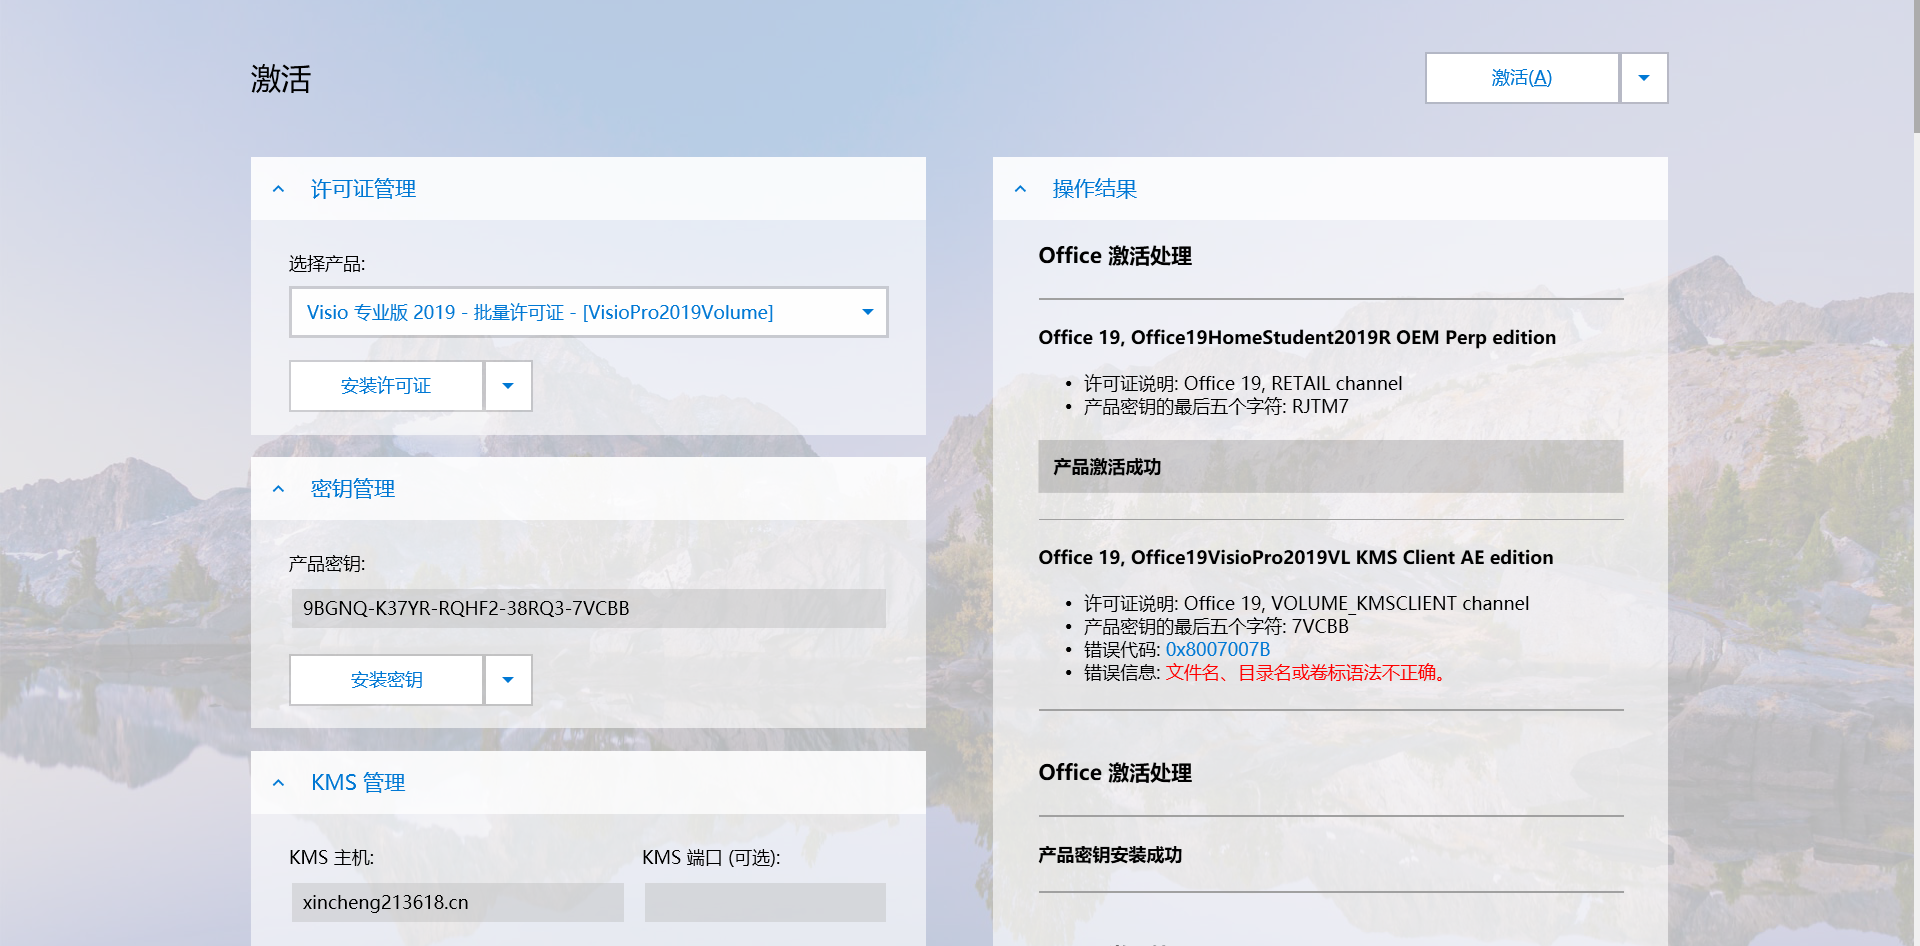 激活
激活(A)
许可证管理
选择产品:
Visio 专业版 2019 - 批量许可证 - [VisioPro2019Volume]
安装许可证
密钥管理
产品密钥:
9BGNQ-K37YR-RQHF2-38RQ3-7VCBB
安装密钥
KMS 管理
KMS 主机:
KMS 端口 (可选):
xincheng213618.cn
操作结果
Office 激活处理
Office 19, Office19HomeStudent2019R OEM Perp edition
• 许可证说明: Office 19, RETAIL channel
• 产品密钥的最后五个字符: RJTM7
产品激活成功
Office 19, Office19VisioPro2019VL KMS Client AE edition
• 许可证说明: Office 19, VOLUME_KMSCLIENT channel
• 产品密钥的最后五个字符: 7VCBB
• 错误代码: 0x8007007B
• 错误信息: 文件名、目录名或卷标语法不正确。
Office 激活处理
产品密钥安装成功